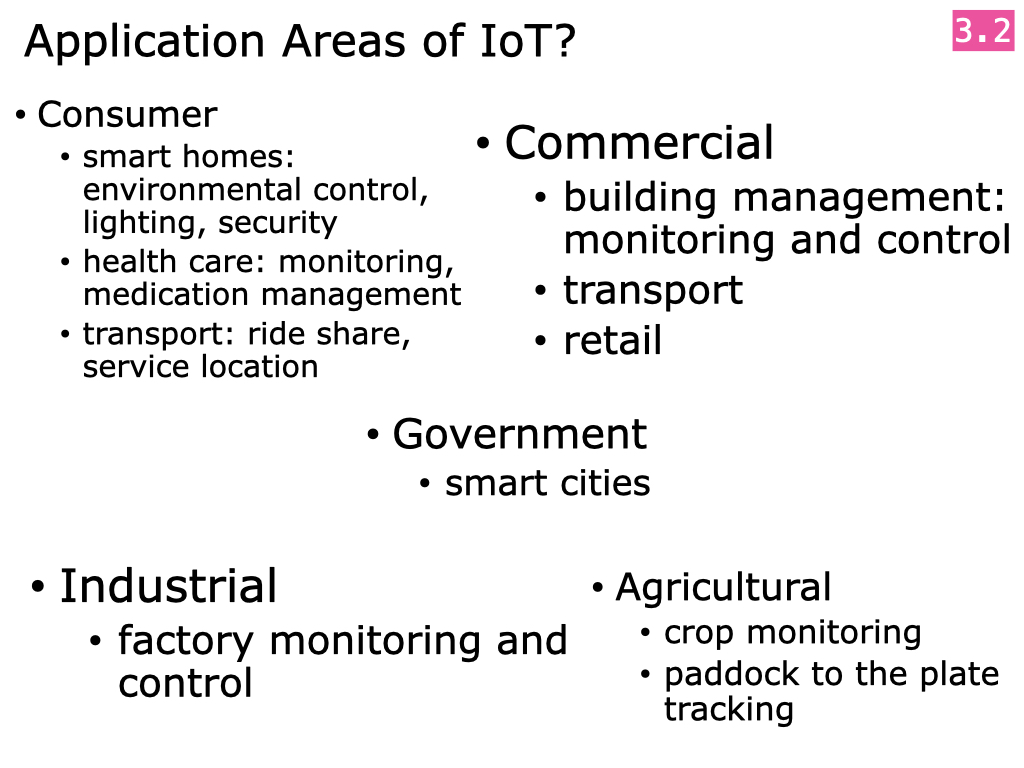 Application Areas of IoT?
3.2
• Consumer
• smart homes:
environmental control,
lighting, security
• health care: monitoring,
medication management
• transport: ride share,
service location
• Commercial
• building management:
monitoring and control
• transport
• retail
• Government
• smart cities
• Industrial
• factory monitoring and
control
• Agricultural
• crop monitoring
• paddock to the plate
tracking